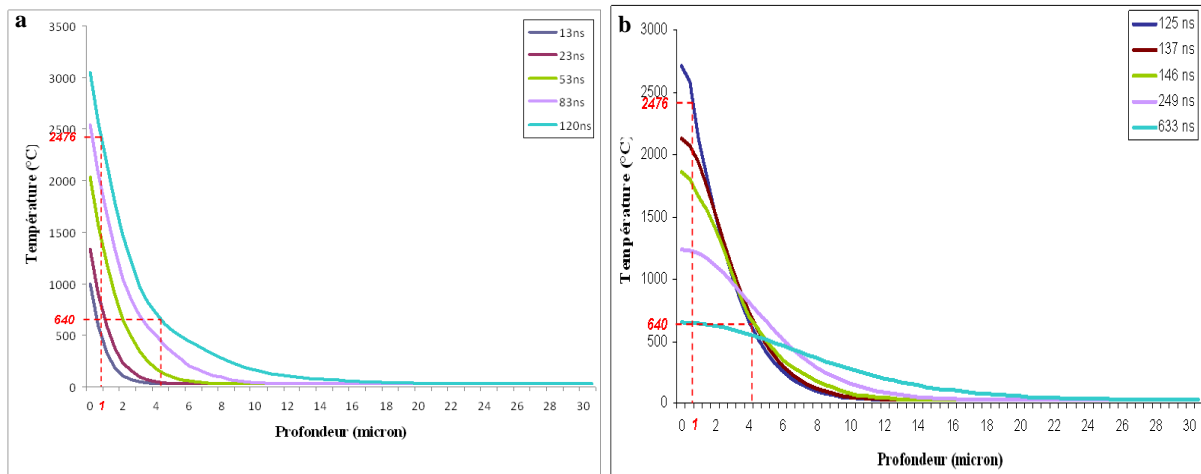 a
3500
3000
2500
2476
2000
1500
1000
640
500
0
Température (°C)
0 1 2 4 6 8 10 12 14 16 18 20 22 24 26 28 30
Profondeur (micron)
13ns
23ns
53ns
83ns
120ns
b
3000
2500
2476
2000
1500
1000
640
500
0
Température (°C)
0 1 2 4 6 8 10 12 14 16 18 20 22 24 26 28 30
Profondeur (micron)
125 ns
137 ns
146 ns
249 ns
633 ns